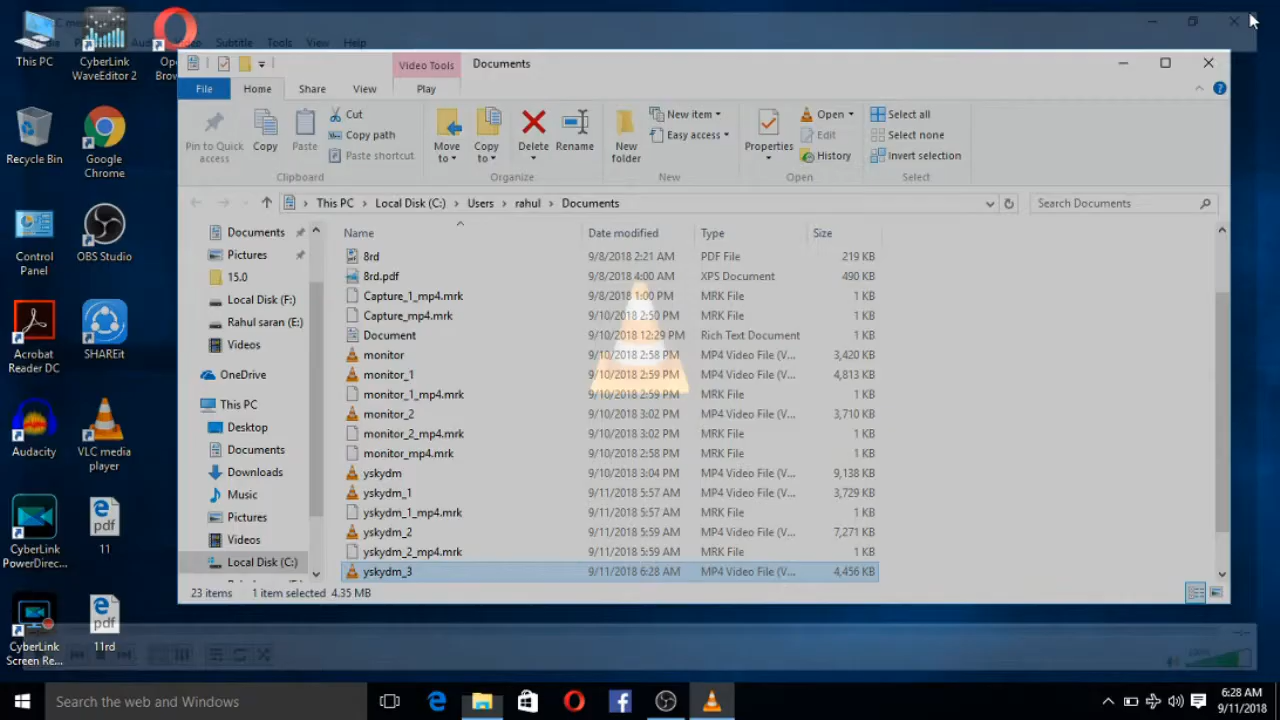 VLC media player
Audio
Video
Subtitle
Tools
View
Help
This PC
CyberLink
WaveEditor 2
Recycle Bin
Google
Chrome
Control
Panel
OBS Studio
Acrobat
Reader DC
SHAREit
Audacity
VLC media
player
CyberLink
PowerDirec...
11
CyberLink
Screen Re...
11rd
Video Tools
Documents
File
Home
Share
View
Play
Pin to Quick
access
Copy
Paste
Cut
Copy path
Paste shortcut
Clipboard
Move
to
Copy
to
Delete
Rename
Organize
New
folder
New item
Easy access
New
Properties
Open
Edit
History
Open
Select all
Select none
Invert selection
Select
This PC > Local Disk (C:) > Users > rahul > Documents
Search Documents
Documents
Pictures
15.0
Local Disk (F:)
Rahul saran (E:)
Videos
OneDrive
This PC
Desktop
Documents
Downloads
Music
Pictures
Videos
Local Disk (C:)
Name Date modified Type Size
8rd 9/8/2018 2:21 AM PDF File 219 KB
8rd.pdf 9/8/2018 4:00 AM XPS Document 490 KB
Capture_1_mp4.mrk 9/8/2018 1:00 PM MRK File 1 KB
Capture_mp4.mrk 9/10/2018 2:50 PM MRK File 1 KB
Document 9/10/2018 12:29 PM Rich Text Document 1 KB
monitor 9/10/2018 2:58 PM MP4 Video File (V... 3,420 KB
monitor_1 9/10/2018 2:59 PM MP4 Video File (V... 4,813 KB
monitor_1_mp4.mrk 9/10/2018 2:59 PM MRK File 1 KB
monitor_2 9/10/2018 3:02 PM MP4 Video File (V... 3,710 KB
monitor_2_mp4.mrk 9/10/2018 3:02 PM MRK File 1 KB
monitor_mp4.mrk 9/10/2018 2:58 PM MRK File 1 KB
yskydm 9/10/2018 3:04 PM MP4 Video File (V... 9,138 KB
yskydm_1 9/11/2018 5:57 AM MP4 Video File (V... 3,729 KB
yskydm_1_mp4.mrk 9/11/2018 5:57 AM MRK File 1 KB
yskydm_2 9/11/2018 5:59 AM MP4 Video File (V... 7,271 KB
yskydm_2_mp4.mrk 9/11/2018 5:59 AM MRK File 1 KB
yskydm_3 9/11/2018 6:28 AM MP4 Video File (V... 4,456 KB
23 items 1 item selected 4.35 MB
100%
Search the web and Windows
6:28 AM
9/11/2018